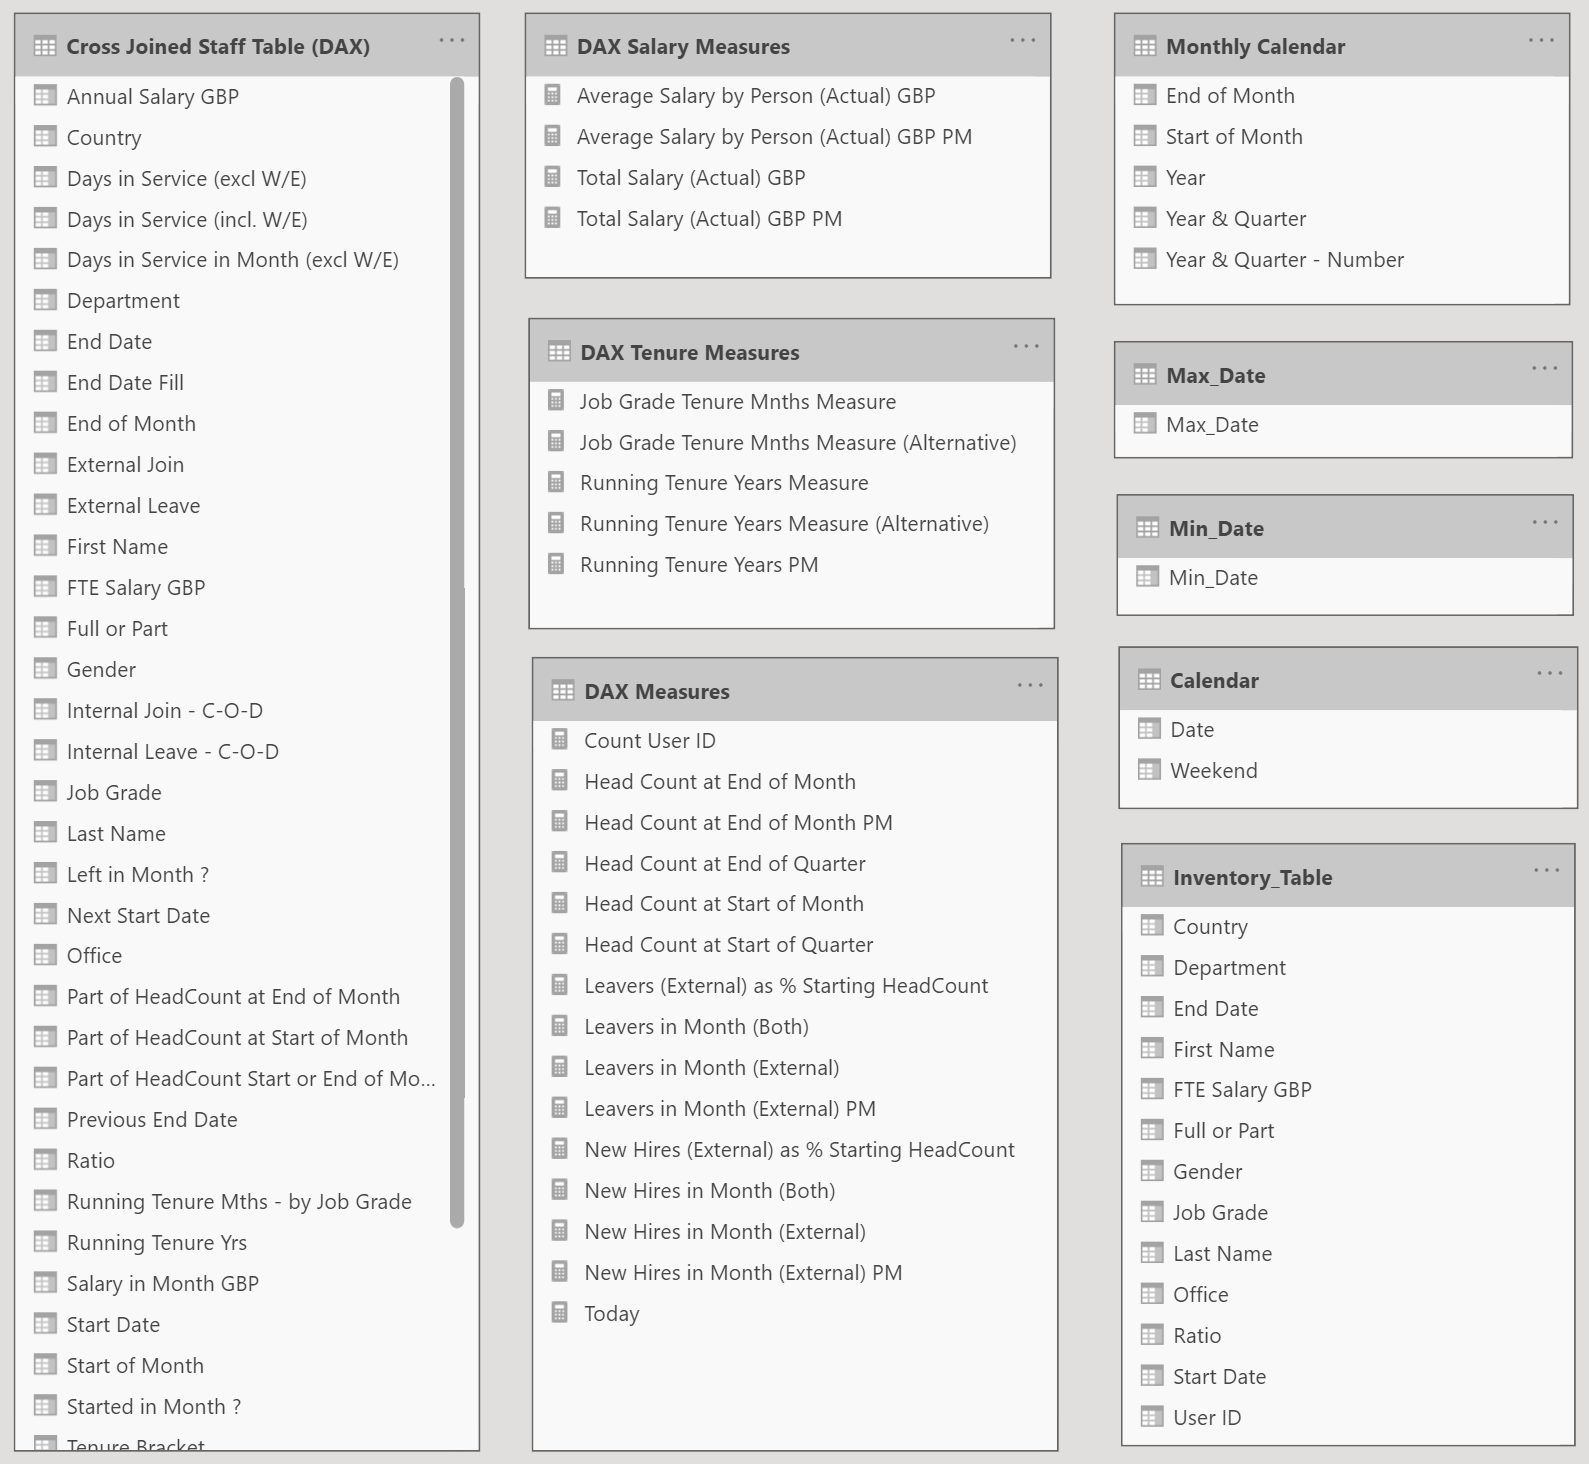 Cross Joined Staff Table (DAX)
Annual Salary GBP
Country
Days in Service (excl W/E)
Days in Service (incl. W/E)
Days in Service in Month (excl W/E)
Department
End Date
End Date Fill
End of Month
External Join
External Leave
First Name
FTE Salary GBP
Full or Part
Gender
Internal Join - C-O-D
Internal Leave - C-O-D
Job Grade
Last Name
Left in Month ?
Next Start Date
Office
Part of HeadCount at End of Month
Part of HeadCount at Start of Month
Part of HeadCount Start or End of Mo...
Previous End Date
Ratio
Running Tenure Mths - by Job Grade
Running Tenure Yrs
Salary in Month GBP
Start Date
Start of Month
Started in Month ?
Tenure Bracket
DAX Salary Measures
Average Salary by Person (Actual) GBP
Average Salary by Person (Actual) GBP PM
Total Salary (Actual) GBP
Total Salary (Actual) GBP PM
DAX Tenure Measures
Job Grade Tenure Mnths Measure
Job Grade Tenure Mnths Measure (Alternative)
Running Tenure Years Measure
Running Tenure Years Measure (Alternative)
Running Tenure Years PM
DAX Measures
Count User ID
Head Count at End of Month
Head Count at End of Month PM
Head Count at End of Quarter
Head Count at Start of Month
Head Count at Start of Quarter
Leavers (External) as % Starting HeadCount
Leavers in Month (Both)
Leavers in Month (External)
Leavers in Month (External) PM
New Hires (External) as % Starting HeadCount
New Hires in Month (Both)
New Hires in Month (External)
New Hires in Month (External) PM
Today
Monthly Calendar
End of Month
Start of Month
Year
Year & Quarter
Year & Quarter - Number
Max_Date
Max_Date
Min_Date
Min_Date
Calendar
Date
Weekend
Inventory_Table
Country
Department
End Date
First Name
FTE Salary GBP
Full or Part
Gender
Job Grade
Last Name
Office
Ratio
Start Date
User ID